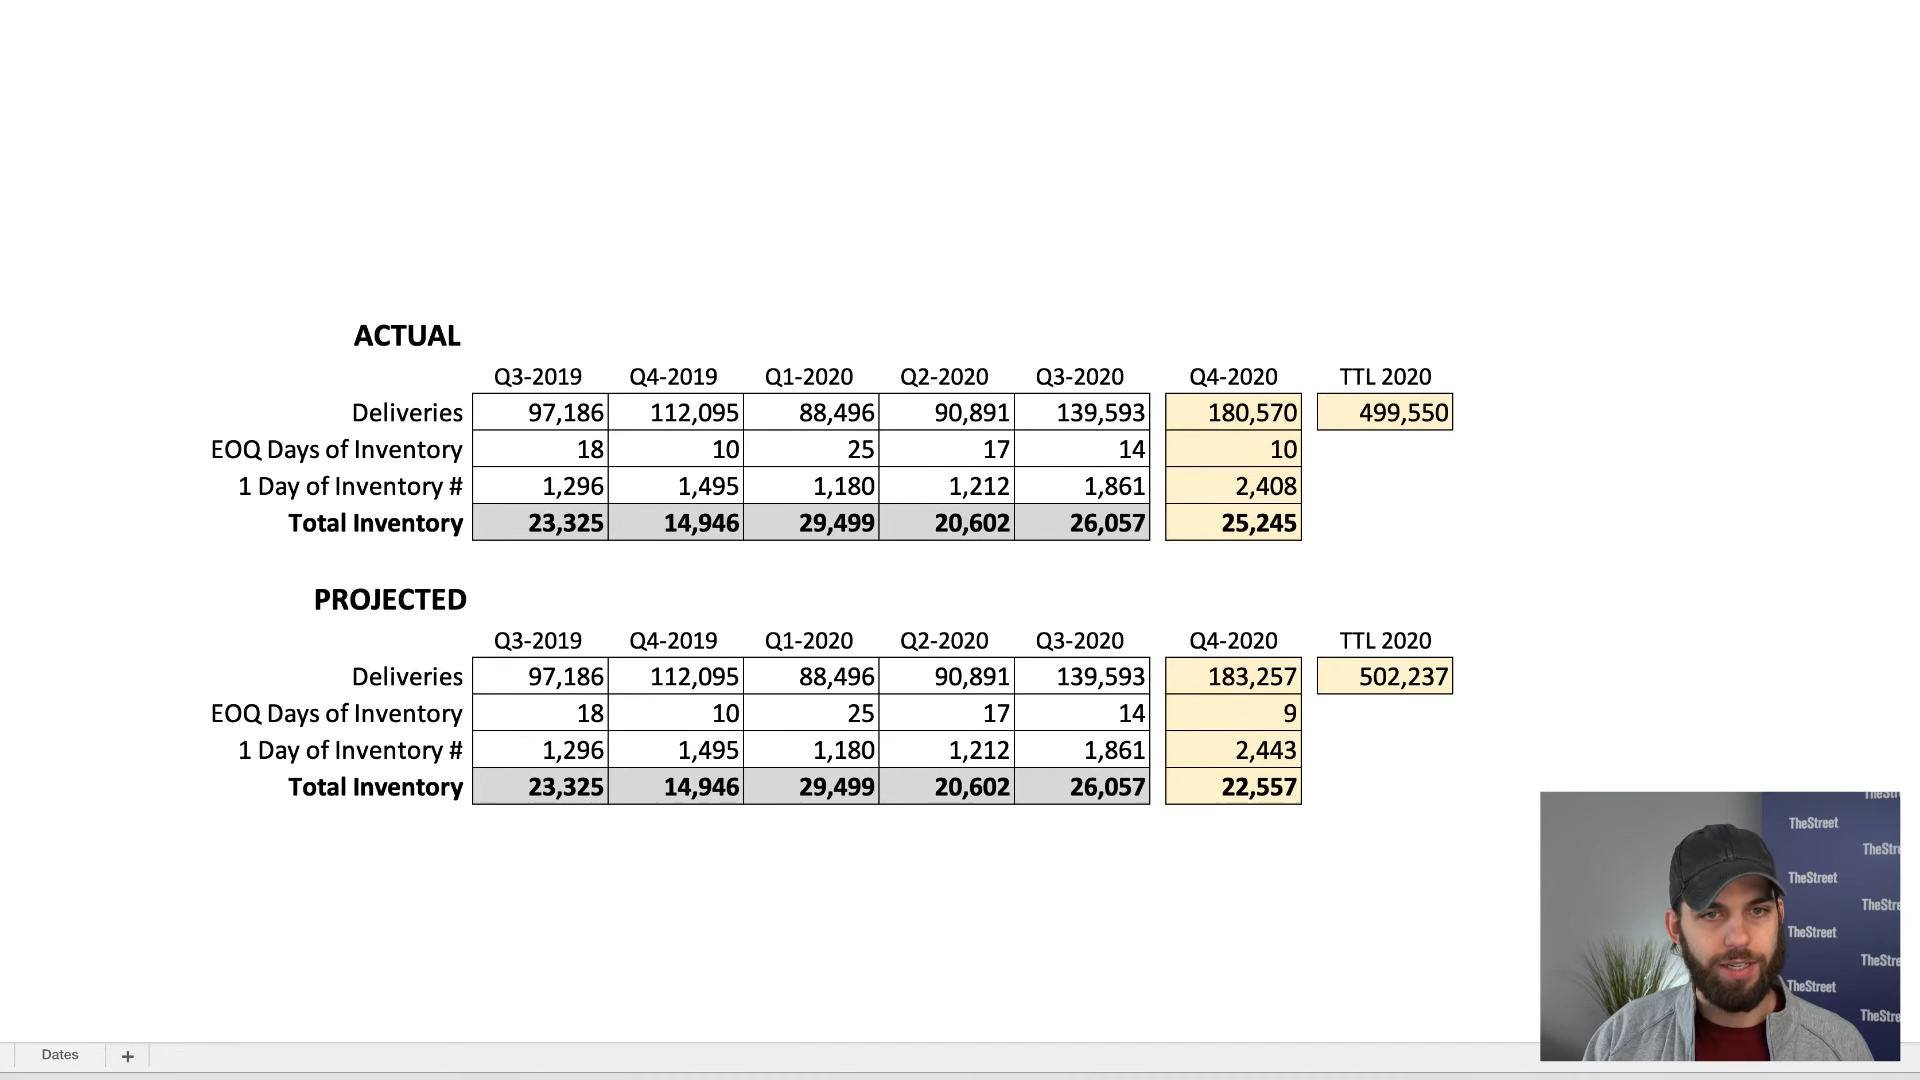 ACTUAL
Q3-2019 Q4-2019 Q1-2020 Q2-2020 Q3-2020 Q4-2020 TTL 2020
Deliveries 97,186 112,095 88,496 90,891 139,593 180,570 499,550
EOQ Days of Inventory 18 10 25 17 14 10
1 Day of Inventory # 1,296 1,495 1,180 1,212 1,861 2,408
Total Inventory 23,325 14,946 29,499 20,602 26,057 25,245
PROJECTED
Q3-2019 Q4-2019 Q1-2020 Q2-2020 Q3-2020 Q4-2020 TTL 2020
Deliveries 97,186 112,095 88,496 90,891 139,593 183,257 502,237
EOQ Days of Inventory 18 10 25 17 14 9
1 Day of Inventory # 1,296 1,495 1,180 1,212 1,861 2,443
Total Inventory 23,325 14,946 29,499 20,602 26,057 22,557
TheStreet
TheStre
TheStreet
TheStre
TheStreet
TheStre
TheStreet
TheStre
Dates +